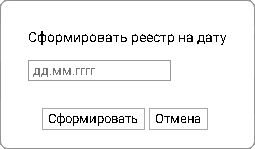 Сформировать реестр на дату
дд.мм.гггг
Сформировать Отмена